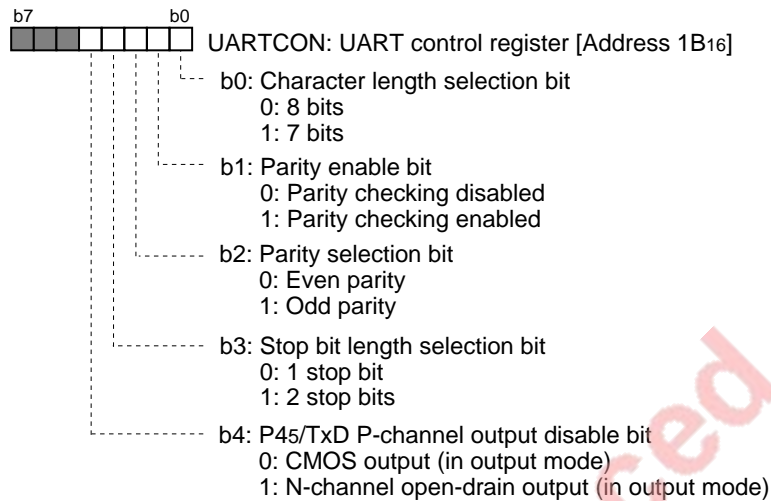 b7 b0
UARTCON: UART control register [Address 1B16]
b0: Character length selection bit
0: 8 bits
1: 7 bits
b1: Parity enable bit
0: Parity checking disabled
1: Parity checking enabled
b2: Parity selection bit
0: Even parity
1: Odd parity
b3: Stop bit length selection bit
0: 1 stop bit
1: 2 stop bits
b4: P45/TxD P-channel output disable bit
0: CMOS output (in output mode)
1: N-channel open-drain output (in output mode)
ced